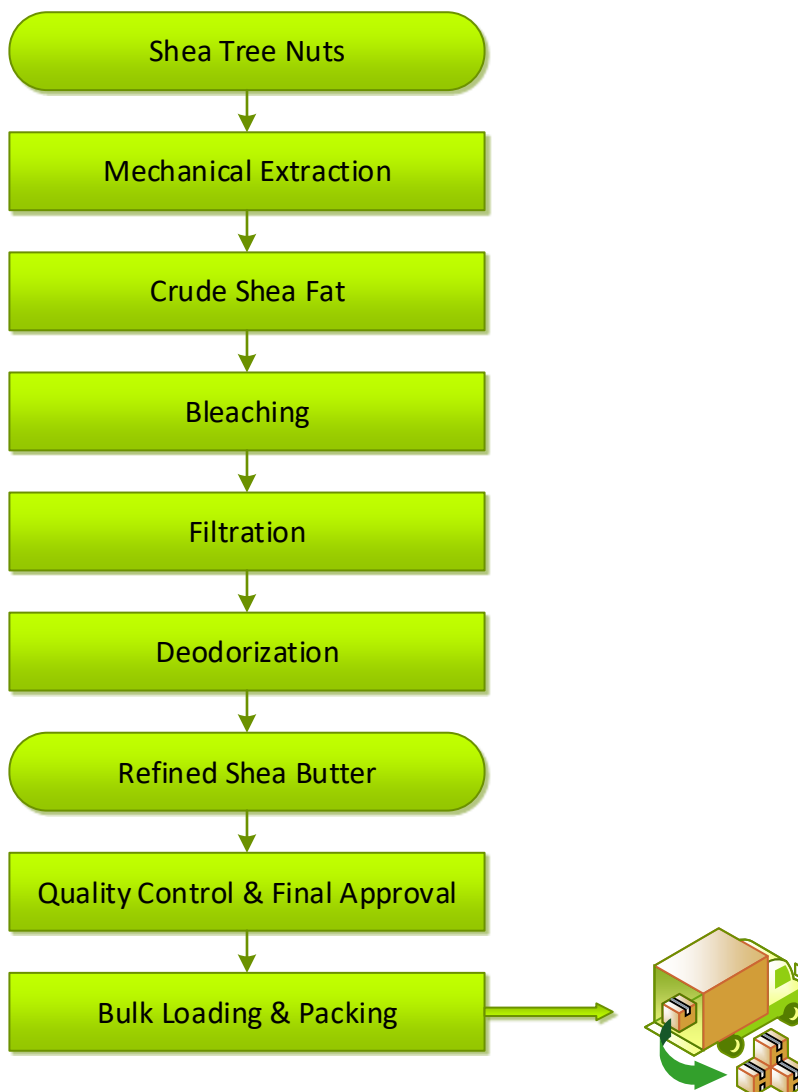 Shea Tree Nuts
Mechanical Extraction
Crude Shea Fat
Bleaching
Filtration
Deodorization
Refined Shea Butter
Quality Control & Final Approval
Bulk Loading & Packing